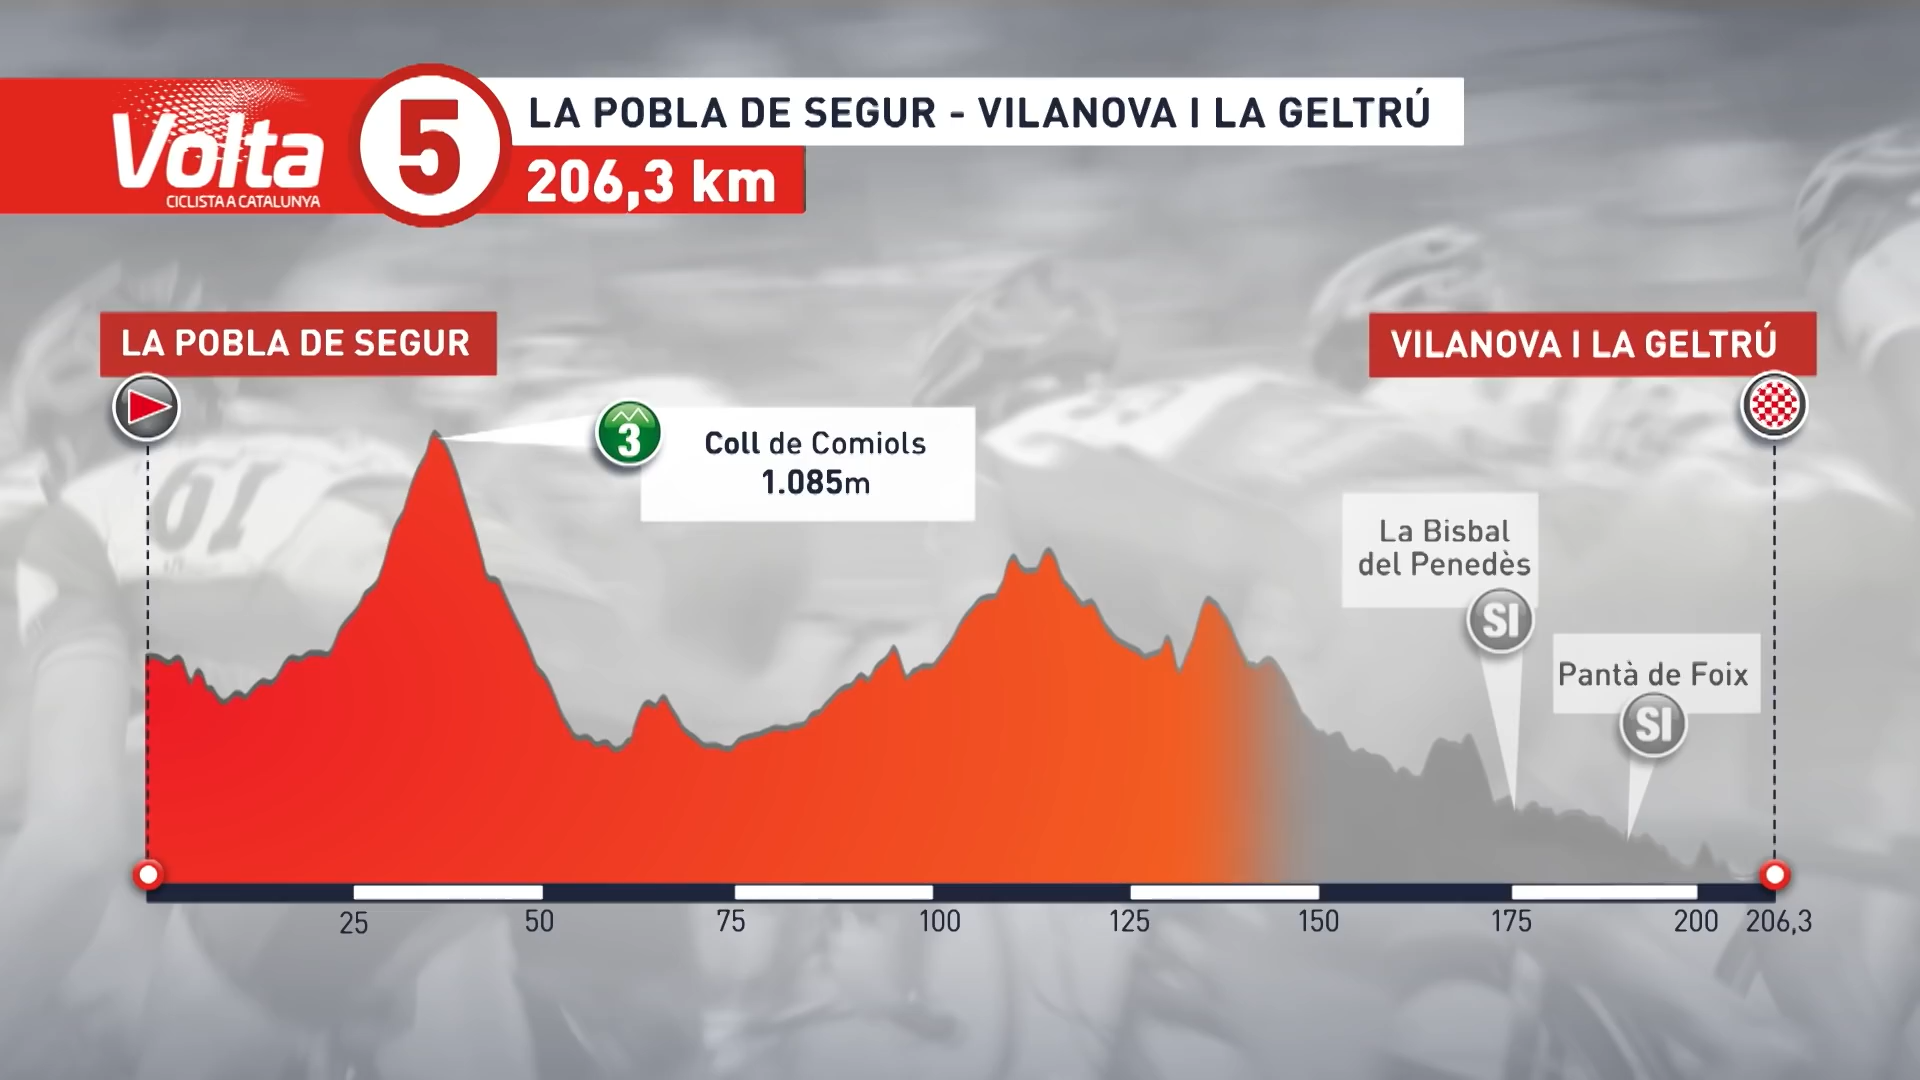 Volta
CICLISTA A CATALUNYA
5
LA POBLA DE SEGUR - VILANOVA I LA GELTRÚ
206,3 km
LA POBLA DE SEGUR
VILANOVA I LA GELTRÚ
3
Coll de Comiols
1.085m
La Bisbal
del Penedès
SI
Pantà de Foix
SI
61
25 50 75 100 125 150 175 200 206,3